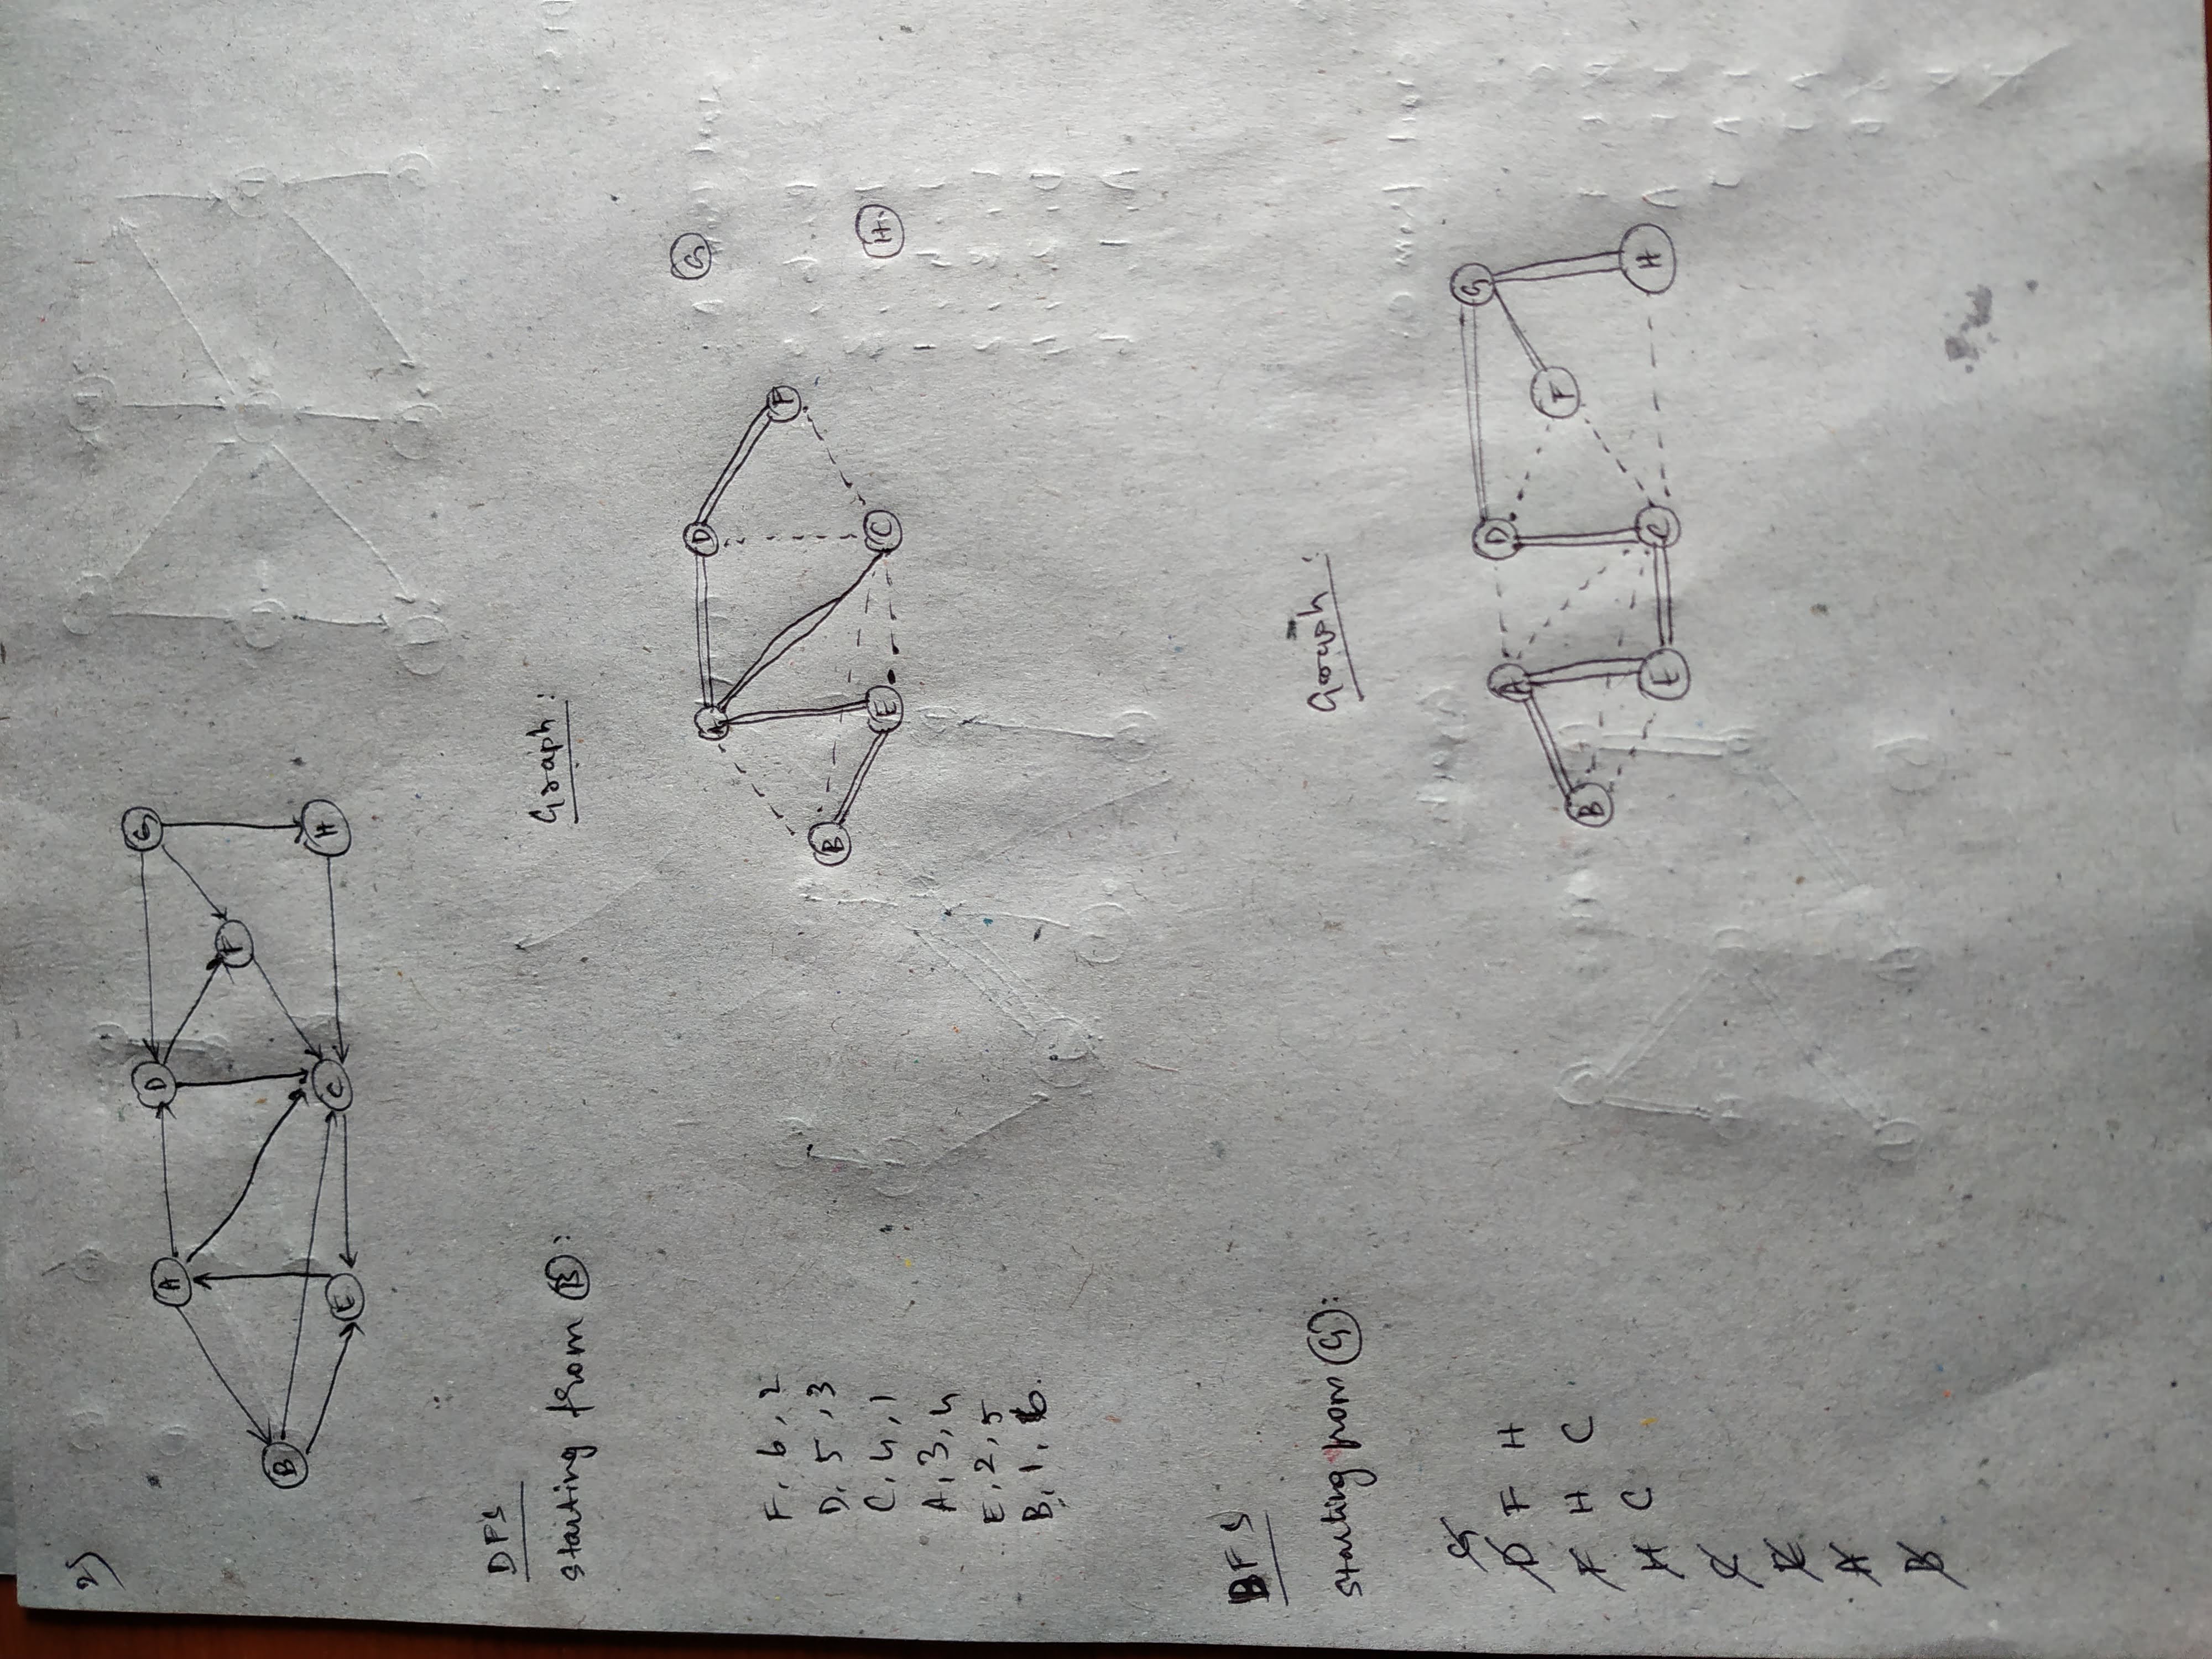 2)
G
H
D
F
C
A
E
B
DFS
Starting from B:
Graph:
F, 6, 2
D, 5, 3
C, 4, 1
A, 3, 4
E, 2, 5
B, 1, 6.
G
H
F
D
C
A
E
B
BFS
Starting from G:
Graph:
G
D F H
F H C
H C
C
E
A
B
G
H
F
D
C
A
E
B